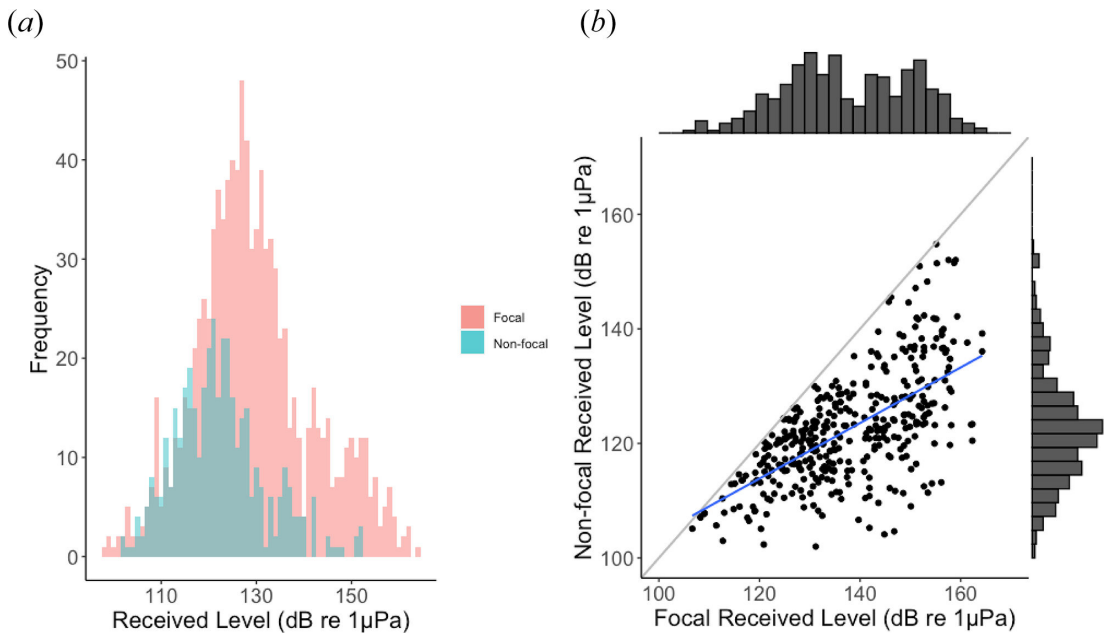 (a)
50
40
30
20
10
0
Frequency
110 130 150
Received Level (dB re 1µPa)
Focal
Non-focal
(b)
Non-focal Received Level (dB re 1µPa)
160
140
120
100
100 120 140 160
Focal Received Level (dB re 1µPa)